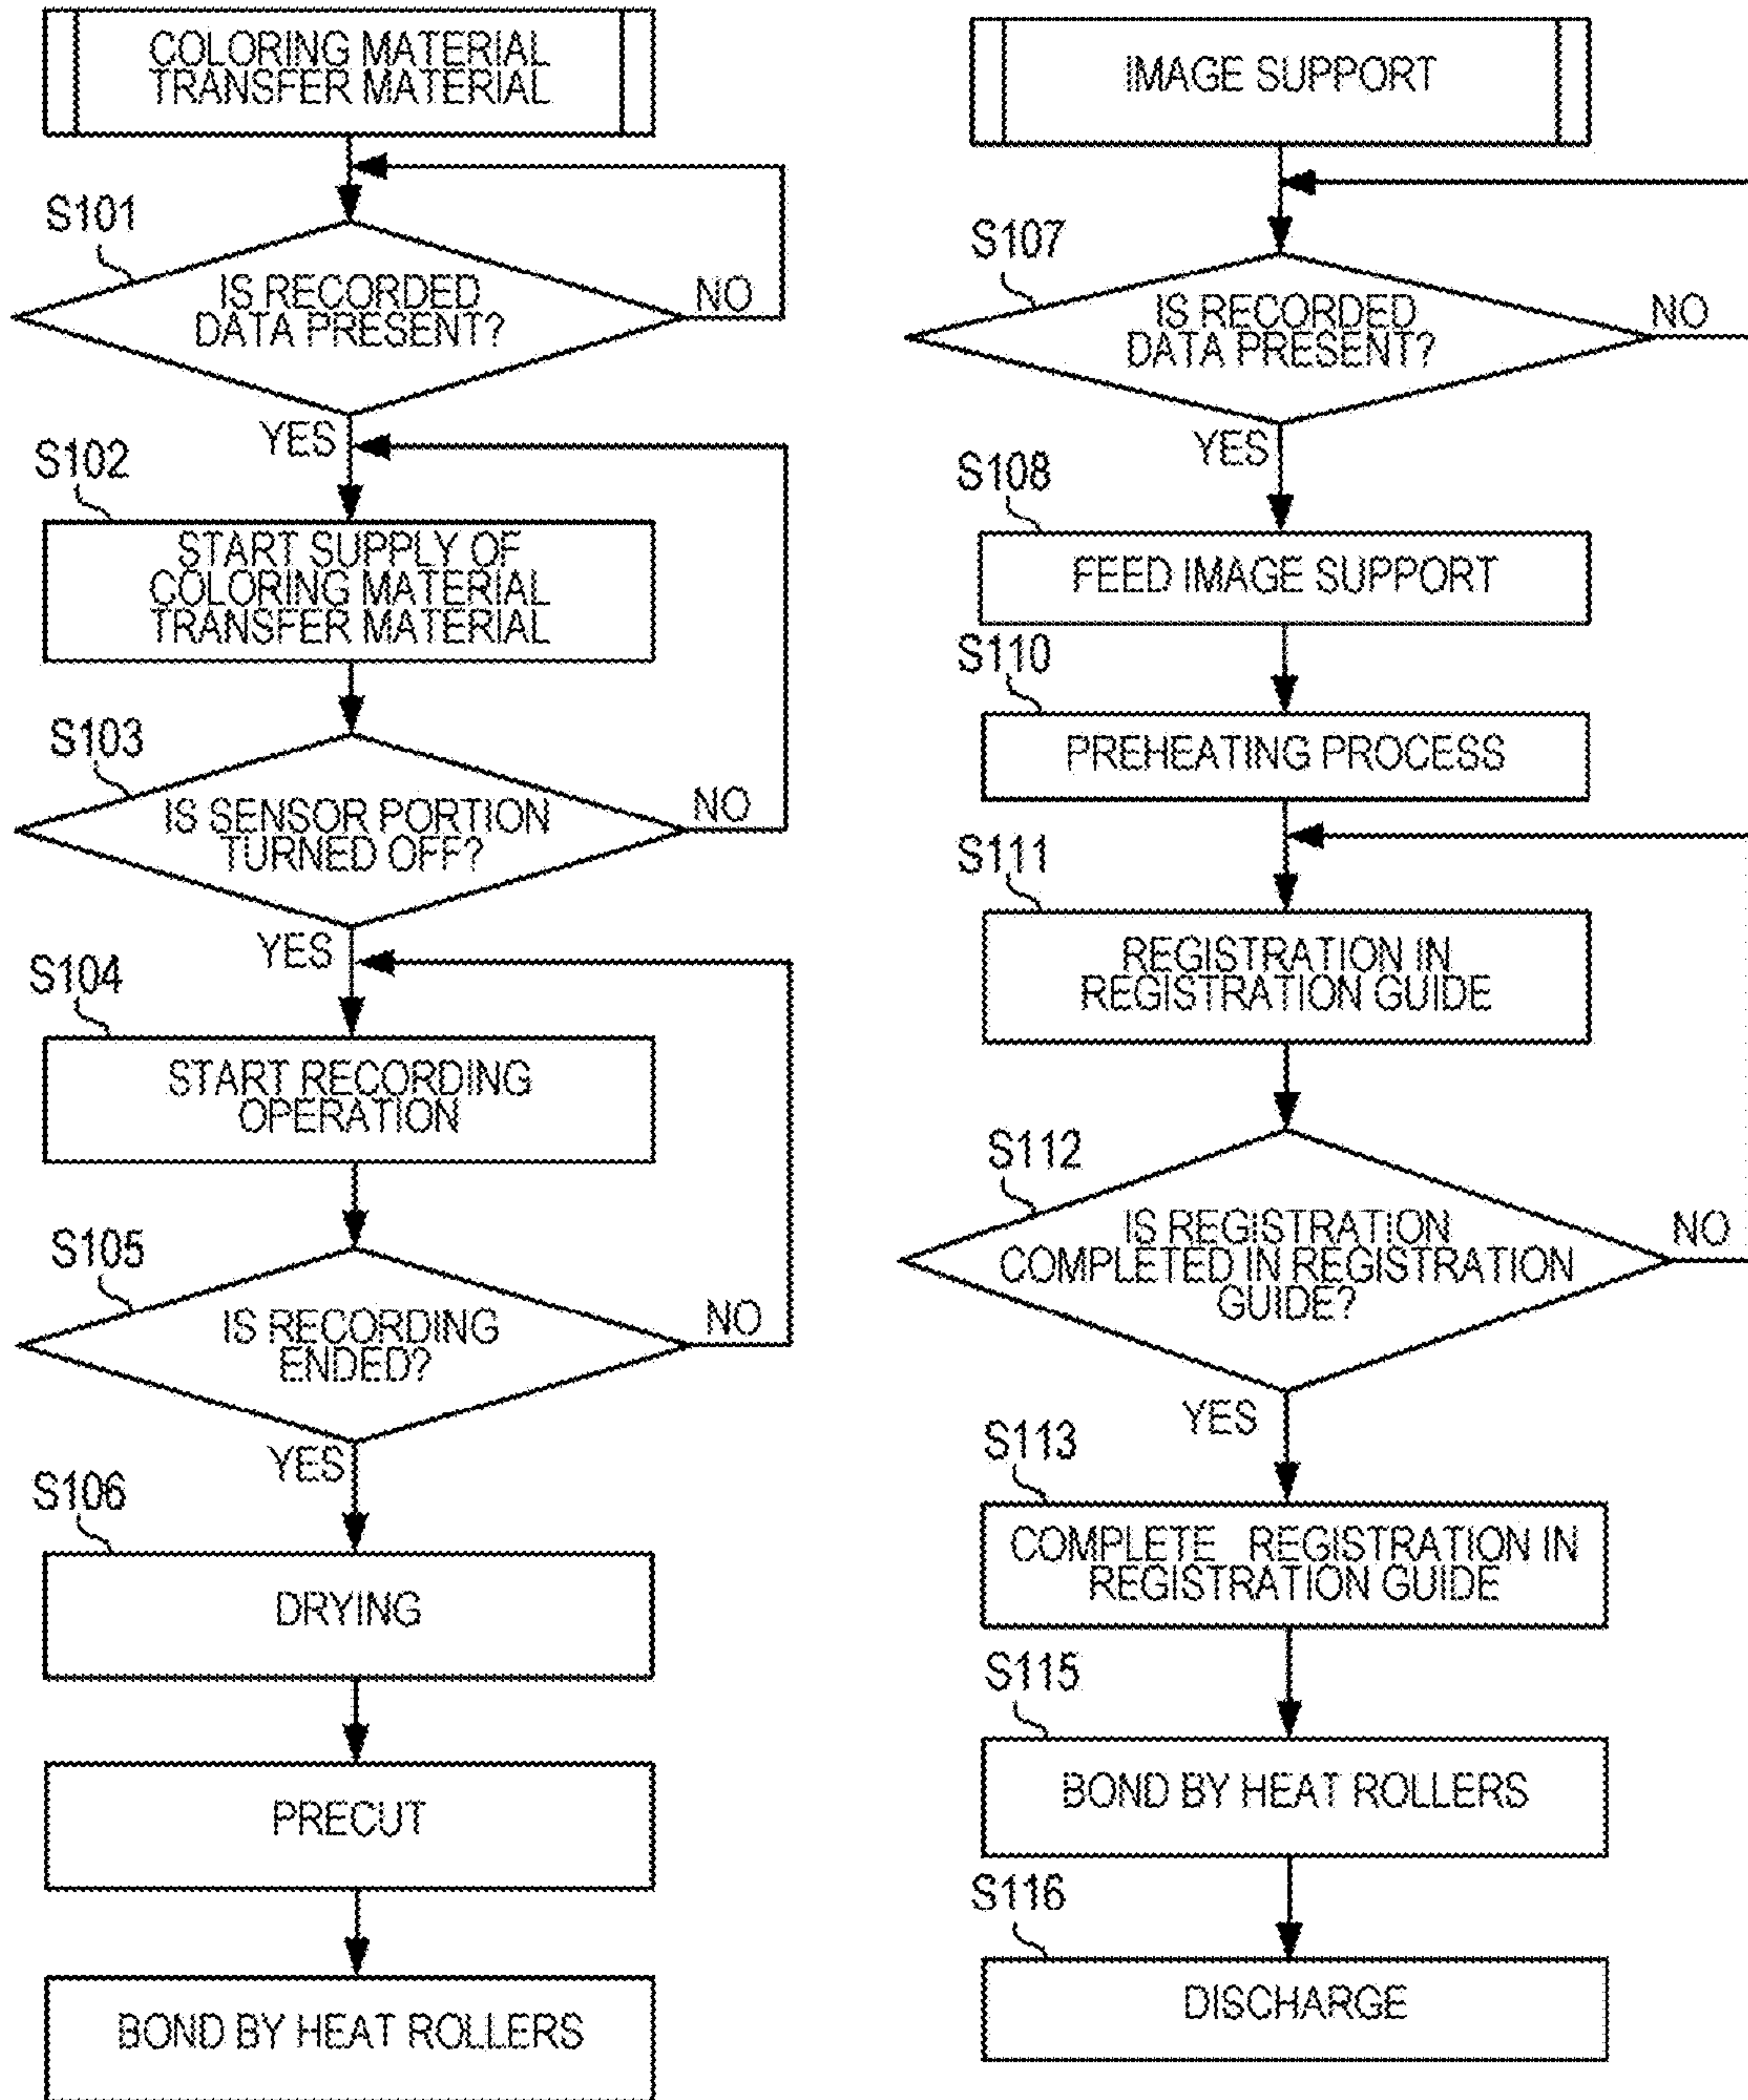 COLORING MATERIAL
TRANSFER MATERIAL
S101
IS RECORDED
DATA PRESENT?
NO
YES
S102
START SUPPLY OF
COLORING MATERIAL
TRANSFER MATERIAL
S103
IS SENSOR PORTION
TURNED OFF?
NO
YES
S104
START RECORDING
OPERATION
S105
IS RECORDING
ENDED?
NO
YES
S106
DRYING
PRECUT
BOND BY HEAT ROLLERS
IMAGE SUPPORT
S107
IS RECORDED
DATA PRESENT?
NO
YES
S108
FEED IMAGE SUPPORT
S110
PREHEATING PROCESS
S111
REGISTRATION IN
REGISTRATION GUIDE
S112
IS REGISTRATION
COMPLETED IN REGISTRATION
GUIDE?
NO
YES
S113
COMPLETE REGISTRATION IN
REGISTRATION GUIDE
S115
BOND BY HEAT ROLLERS
S116
DISCHARGE